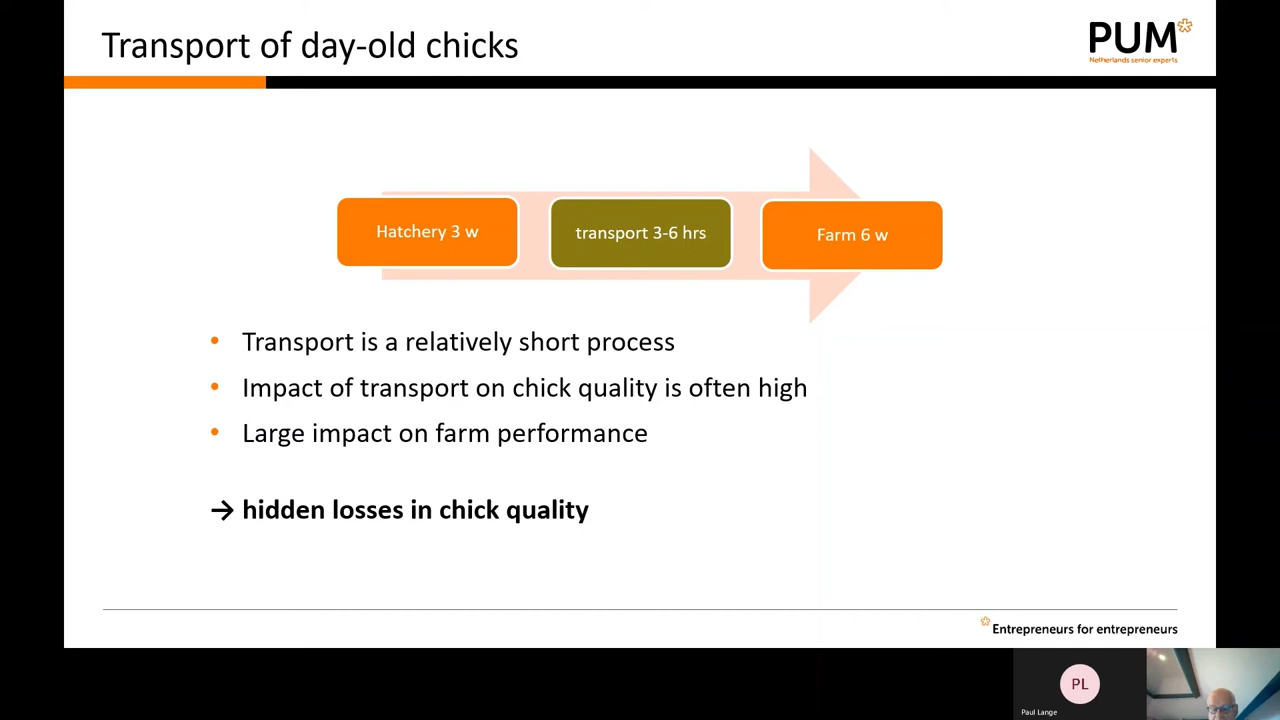 Transport of day-old chicks
PUM
Netherlands senior experts
Hatchery 3 w
transport 3-6 hrs
Farm 6 w
• Transport is a relatively short process
• Impact of transport on chick quality is often high
• Large impact on farm performance
→ hidden losses in chick quality
Entrepreneurs for entrepreneurs
PL
Paul Lange